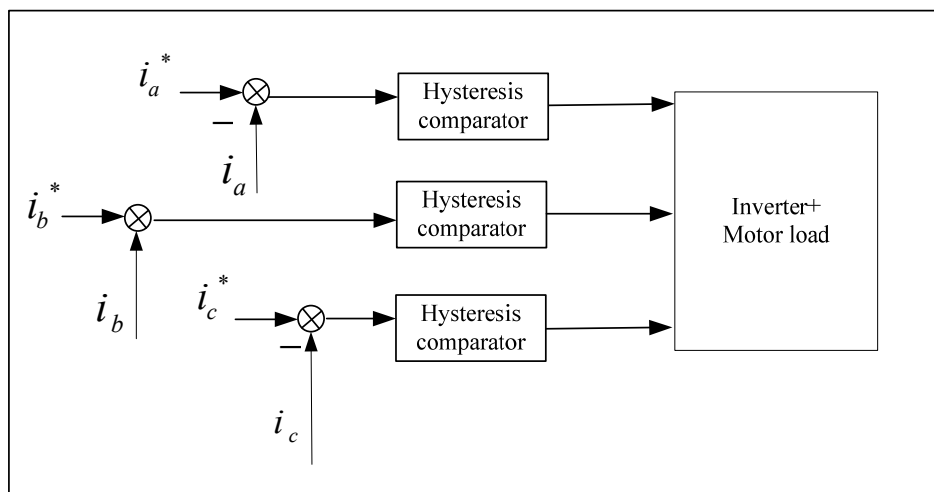 i_a^*
−
i_a
Hysteresis
comparator
i_b^*
i_b
Hysteresis
comparator
i_c^*
−
i_c
Hysteresis
comparator
Inverter+
Motor load